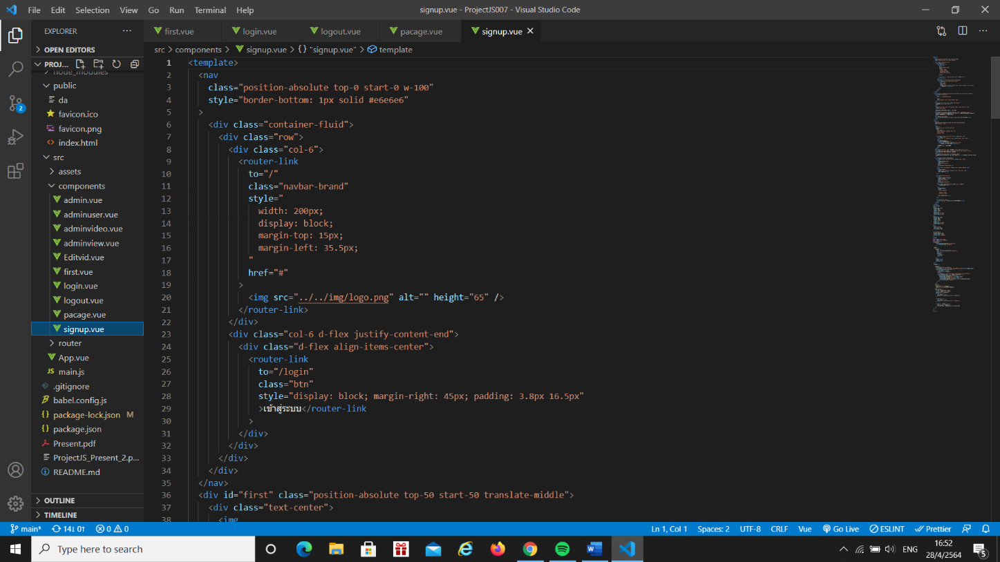 File Edit Selection View Go Run Terminal Help
signup.vue - ProjectJS007 - Visual Studio Code
EXPLORER
first.vue login.vue logout.vue pacage.vue signup.vue
OPEN EDITORS
src > components > signup.vue > {} "signup.vue" > template
PROJ...
node_modules
public
da
favicon.ico
favicon.png
index.html
src
assets
components
admin.vue
adminuser.vue
adminvideo.vue
adminview.vue
Editvid.vue
first.vue
login.vue
logout.vue
pacage.vue
signup.vue
router
App.vue
main.js
.gitignore
babel.config.js
package-lock.json M
package.json
Present.pdf
ProjectJS_Present_2.p...
README.md
OUTLINE
TIMELINE
2
1 <template>
2 <nav
3 class="position-absolute top-0 start-0 w-100"
4 style="border-bottom: 1px solid #e6e6e6"
5 >
6 <div class="container-fluid">
7 <div class="row">
8 <div class="col-6">
9 <router-link
10 to="/"
11 class="navbar-brand"
12 style="
13 width: 200px;
14 display: block;
15 margin-top: 15px;
16 margin-left: 35.5px;
17 "
18 href="#"
19 >
20 <img src="../../img/logo.png" alt="" height="65" />
21 </router-link>
22 </div>
23 <div class="col-6 d-flex justify-content-end">
24 <div class="d-flex align-items-center">
25 <router-link
26 to="/login"
27 class="btn"
28 style="display: block; margin-right: 45px; padding: 3.8px 16.5px"
29 >เข้าสู่ระบบ</router-link
30 >
31 </div>
32 </div>
33 </div>
34 </div>
35 </nav>
36 <div id="first" class="position-absolute top-50 start-50 translate-middle">
37 <div class="text-center">
38 <img
main* 14↓ 0↑ 0 0
Ln 1, Col 1 Spaces: 2 UTF-8 CRLF Vue Go Live ESLINT Prettier
Type here to search
ENG
16:52
28/4/2564
5